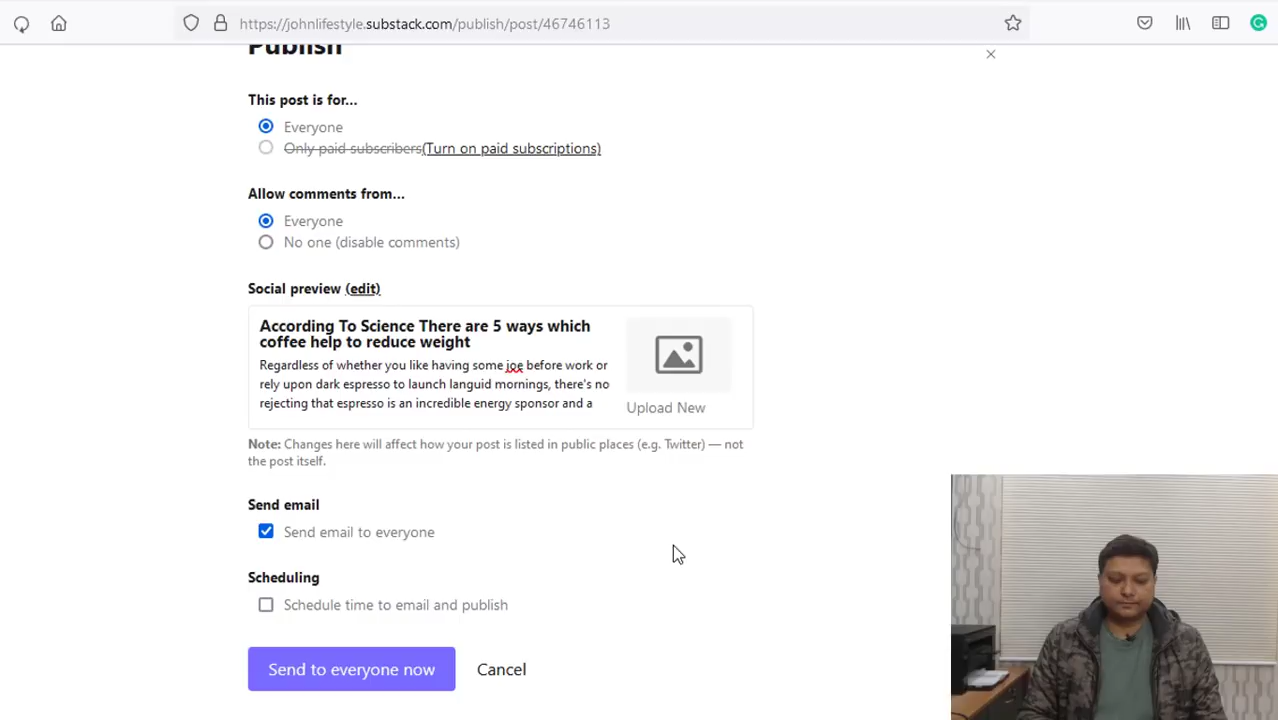 https://johnlifestyle.substack.com/publish/post/46746113
Publish
This post is for...
Everyone
Only paid subscribers(Turn on paid subscriptions)
Allow comments from...
Everyone
No one (disable comments)
Social preview (edit)
According To Science There are 5 ways which
coffee help to reduce weight
Regardless of whether you like having some joe before work or
rely upon dark espresso to launch languid mornings, there's no
rejecting that espresso is an incredible energy sponsor and a
Upload New
Note: Changes here will affect how your post is listed in public places (e.g. Twitter) — not
the post itself.
Send email
Send email to everyone
Scheduling
Schedule time to email and publish
Send to everyone now
Cancel